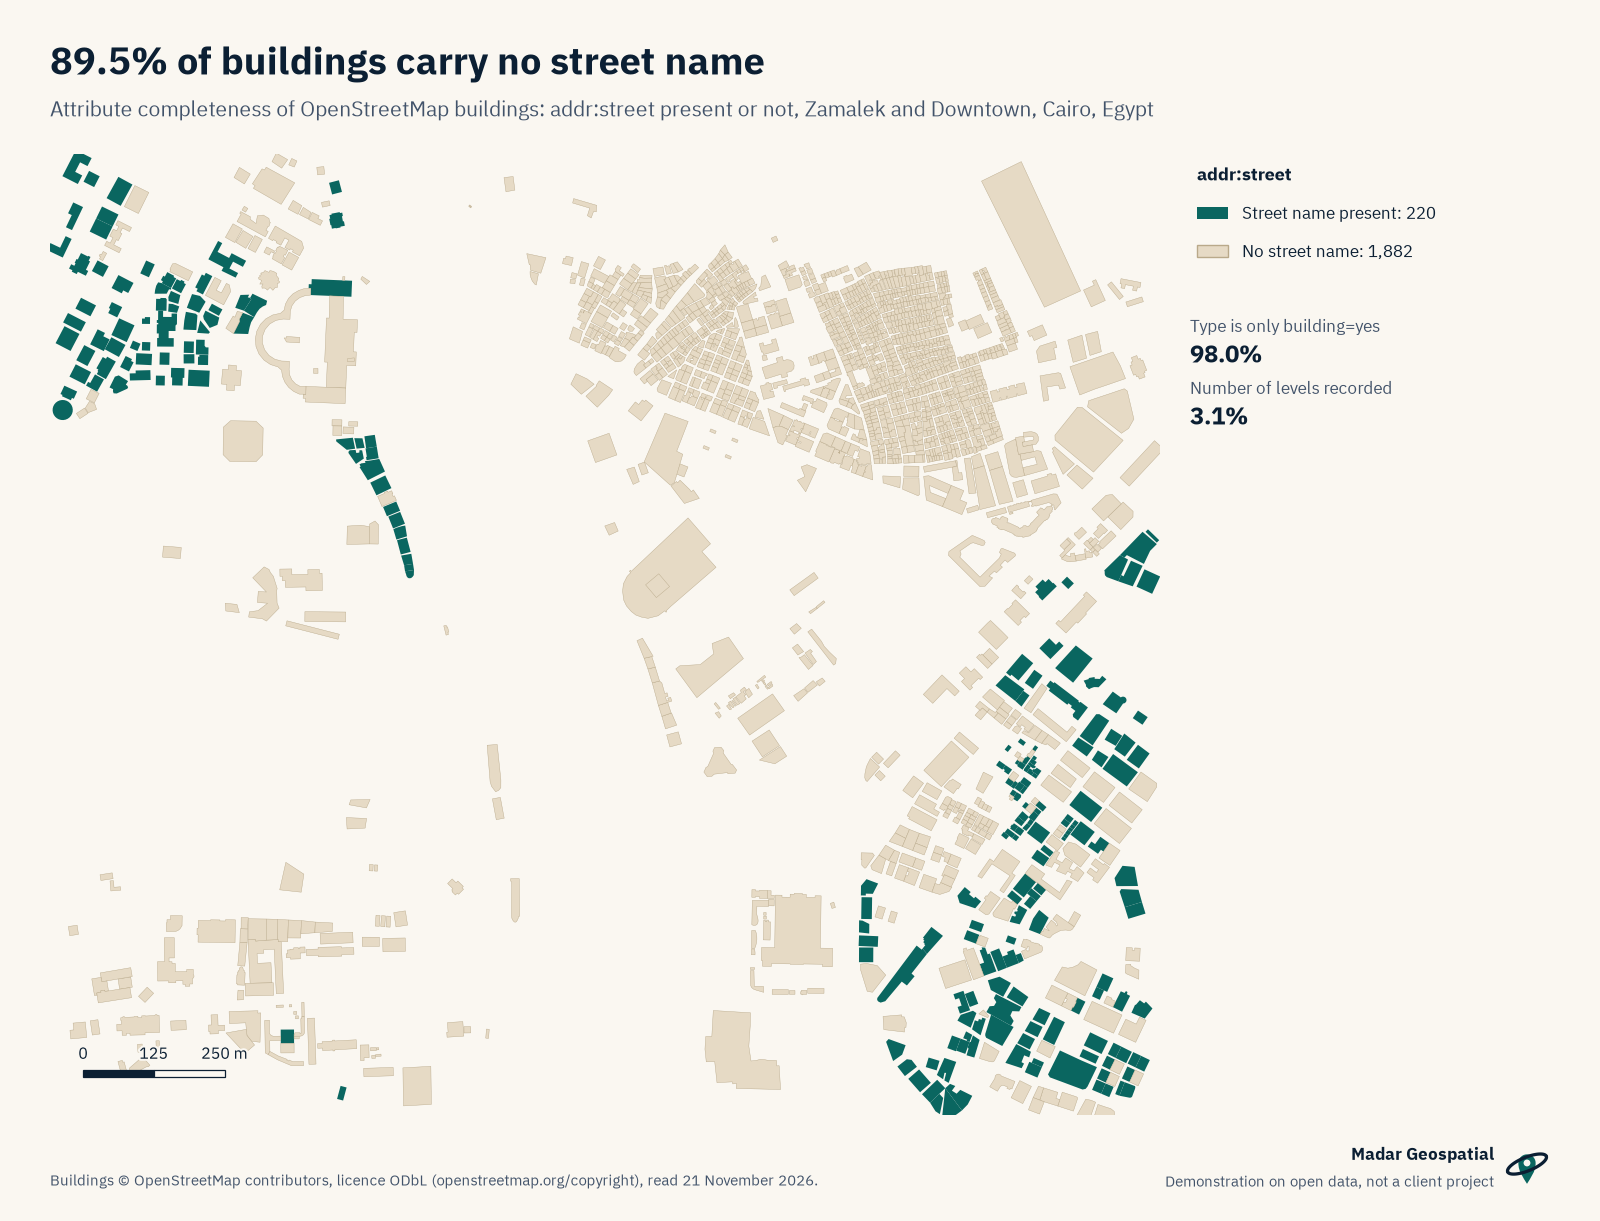 89.5% of buildings carry no street name
Attribute completeness of OpenStreetMap buildings: addr:street present or not, Zamalek and Downtown, Cairo, Egypt
addr:street
Street name present: 220
No street name: 1,882
Type is only building=yes
98.0%
Number of levels recorded
3.1%
0 125 250 m
Madar Geospatial
Buildings © OpenStreetMap contributors, licence ODbL (openstreetmap.org/copyright), read 21 November 2026.
Demonstration on open data, not a client project